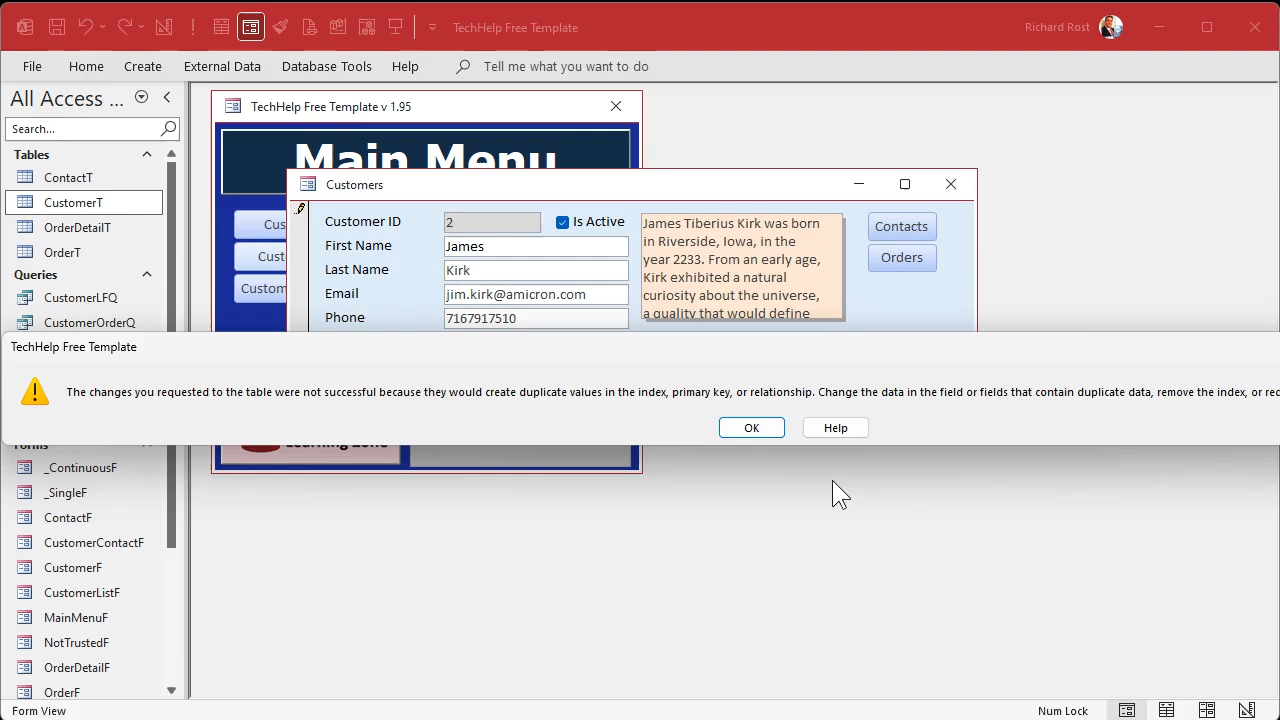 TechHelp Free Template
Richard Rost
File Home Create External Data Database Tools Help Tell me what you want to do
All Access ...
Search...
Tables
ContactT
CustomerT
OrderDetailT
OrderT
Queries
CustomerLFQ
CustomerOrderQ
TechHelp Free Template v 1.95
Main Menu
Cus
Cust
Custom
Customers
Customer ID 2 Is Active
First Name James
Last Name Kirk
Email jim.kirk@amicron.com
Phone 7167917510
James Tiberius Kirk was born
in Riverside, Iowa, in the
year 2233. From an early age,
Kirk exhibited a natural
curiosity about the universe,
a quality that would define
Contacts
Orders
TechHelp Free Template
The changes you requested to the table were not successful because they would create duplicate values in the index, primary key, or relationship. Change the data in the field or fields that contain duplicate data, remove the index, or rec
OK Help
Learning Zone
Forms
_ContinuousF
_SingleF
ContactF
CustomerContactF
CustomerF
CustomerListF
MainMenuF
NotTrustedF
OrderDetailF
OrderF
Form View
Num Lock